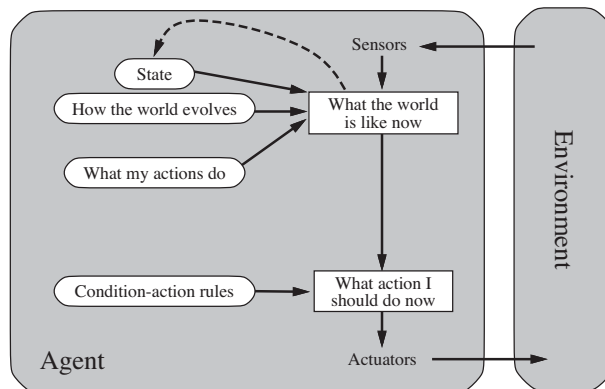 Sensors
State
How the world evolves
What the world
is like now
What my actions do
Environment
Condition-action rules
What action I
should do now
Agent
Actuators